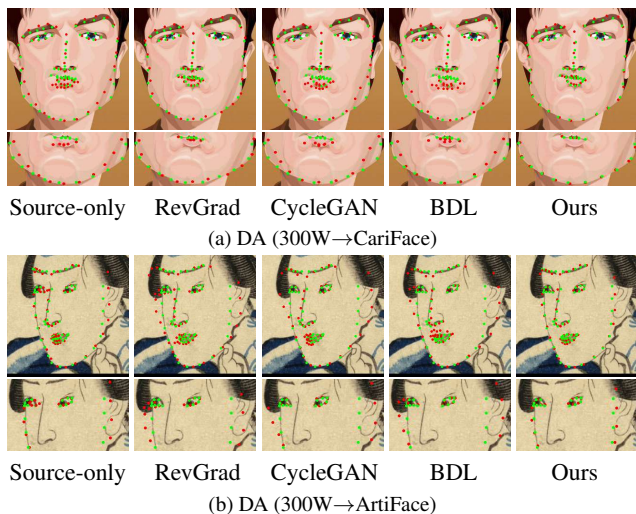 Source-only RevGrad CycleGAN BDL Ours
(a) DA (300W→CariFace)
Source-only RevGrad CycleGAN BDL Ours
(b) DA (300W→ArtiFace)